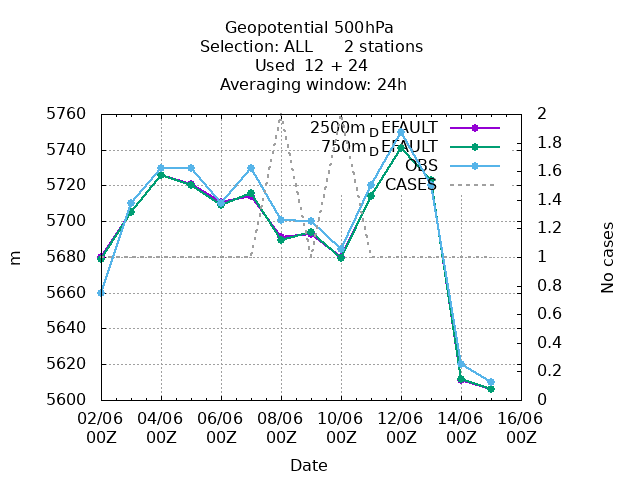 Geopotential 500hPa
Selection: ALL 2 stations
Used 12 + 24
Averaging window: 24h
2500m_DEFAULT
750m_DEFAULT
OBS
CASES
5760
5740
5720
5700
5680
5660
5640
5620
5600
m
2
1.8
1.6
1.4
1.2
1
0.8
0.6
0.4
0.2
0
No cases
02/06 04/06 06/06 08/06 10/06 12/06 14/06 16/06
00Z 00Z 00Z 00Z 00Z 00Z 00Z 00Z
Date